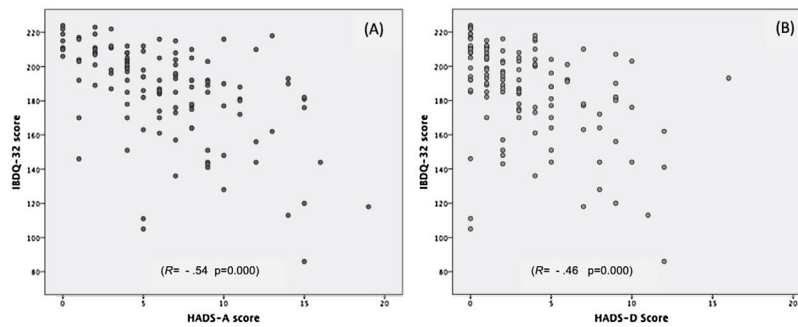 (A)
IBDQ-32 score
220
200
180
160
140
120
100
80
(R= - .54 p=0.000)
0 5 10 15 20
HADS-A score
(B)
IBDQ-32 score
220
200
180
160
140
120
100
80
(R= - .46 p=0.000)
0 5 10 15 20
HADS-D Score